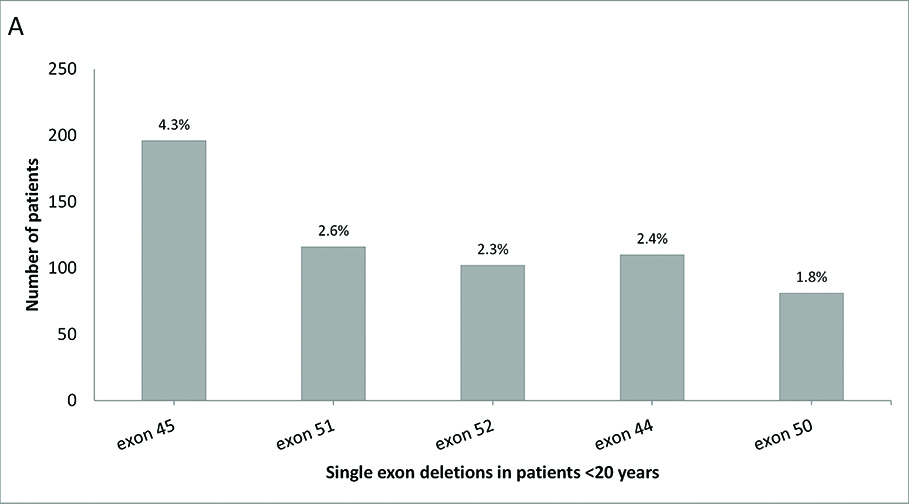 A
250
200
150
100
50
0
Number of patients
4.3%
2.6%
2.3%
2.4%
1.8%
exon 45
exon 51
exon 52
exon 44
exon 50
Single exon deletions in patients <20 years